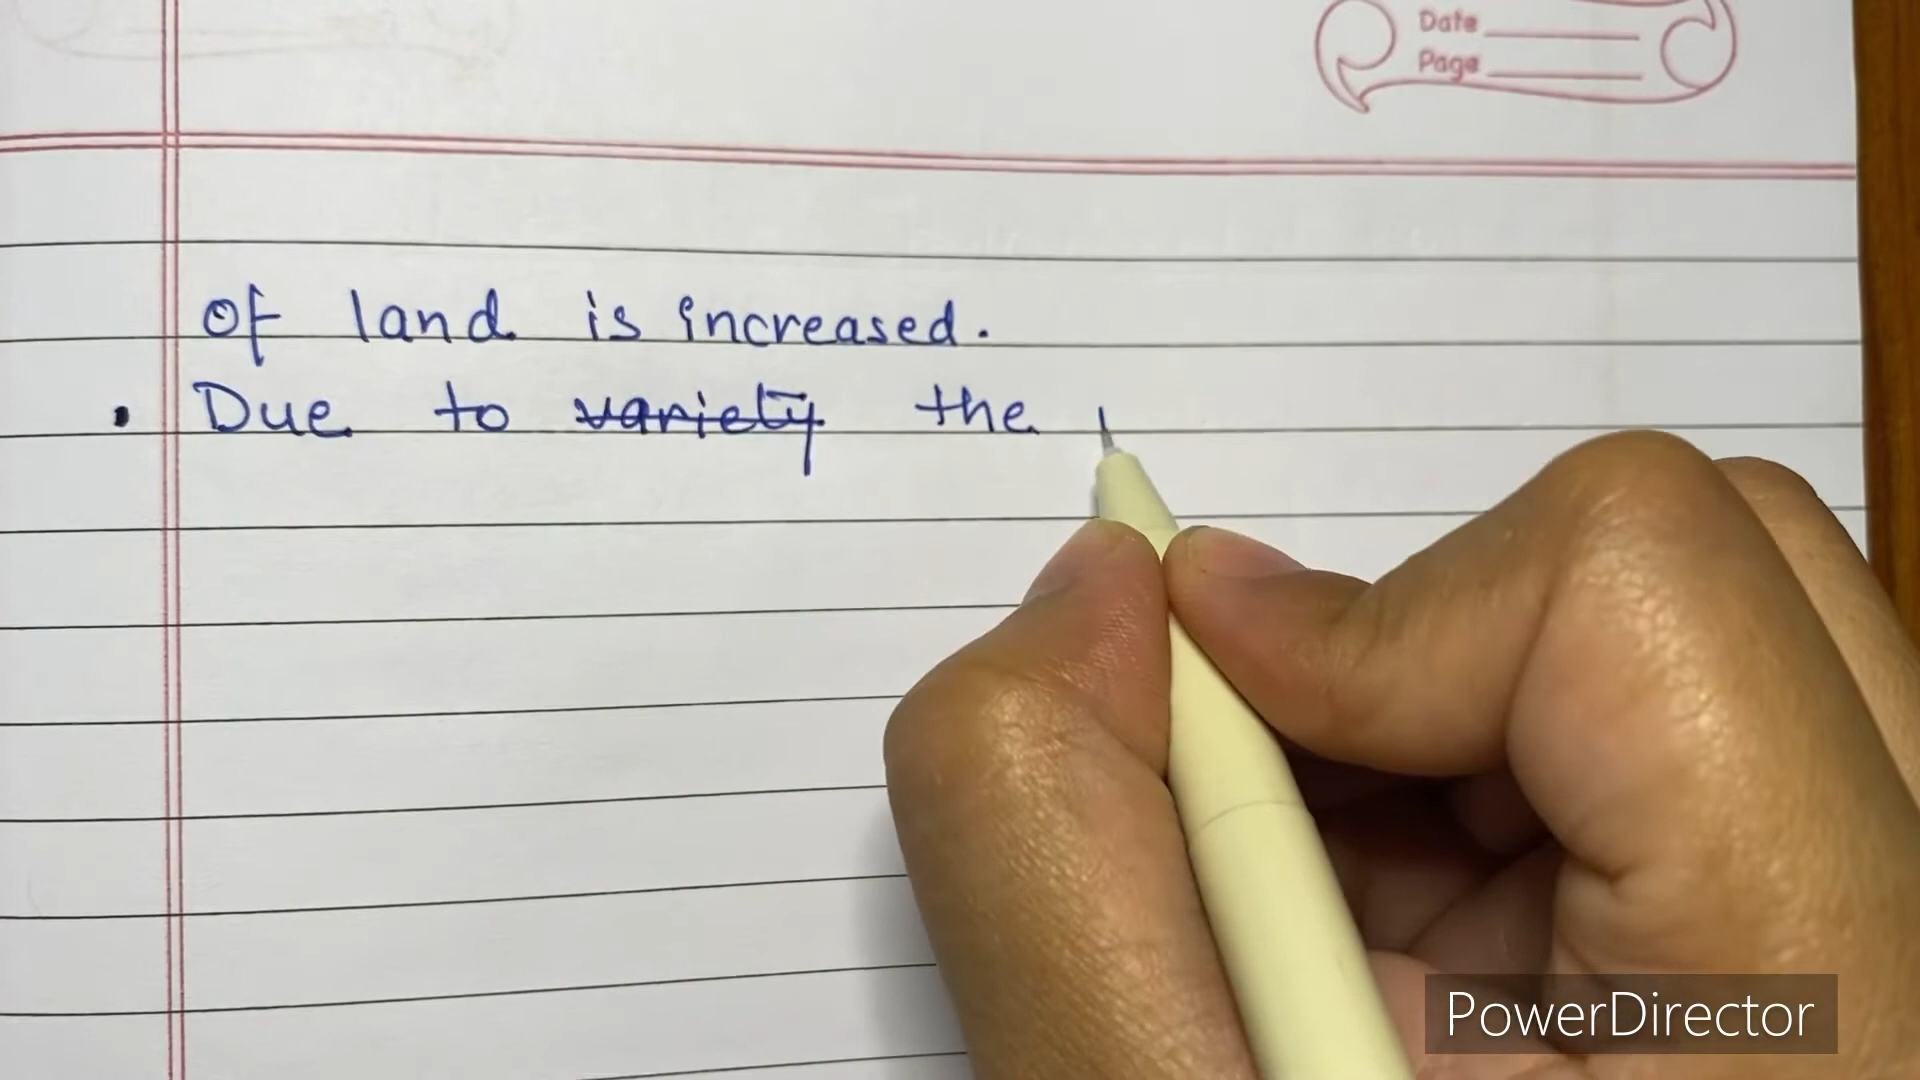 Date
Page
of land is increased.
• Due to variety the
PowerDirector